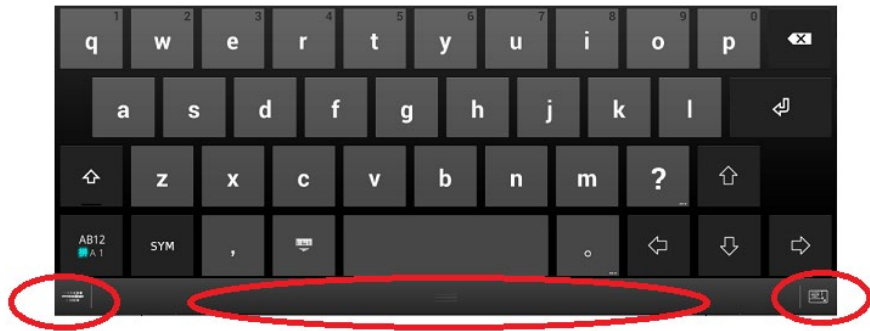 q 1 w 2 e 3 r 4 t 5 y 6 u 7 i 8 o 9 p 0
a s d f g h j k l
z x c v b n m ? ...
AB12 SYM , 。 ...
A 1